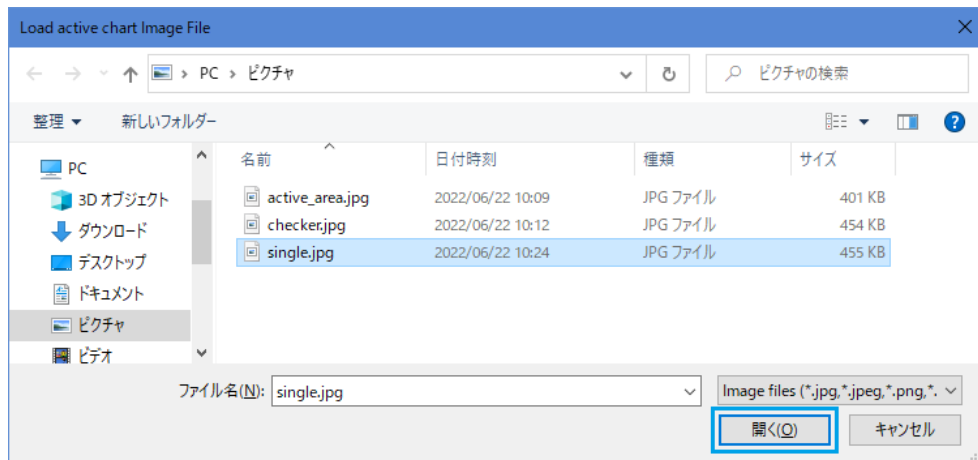 Load active chart Image File
PC › ピクチャ
ピクチャの検索
整理
新しいフォルダー
名前 日付時刻 種類 サイズ
active_area.jpg 2022/06/22 10:09 JPG ファイル 401 KB
checker.jpg 2022/06/22 10:12 JPG ファイル 454 KB
single.jpg 2022/06/22 10:24 JPG ファイル 455 KB
PC
3D オブジェクト
ダウンロード
デスクトップ
ドキュメント
ピクチャ
ビデオ
ファイル名(N): single.jpg
Image files (*.jpg,*.jpeg,*.png,*.
開く(O) キャンセル